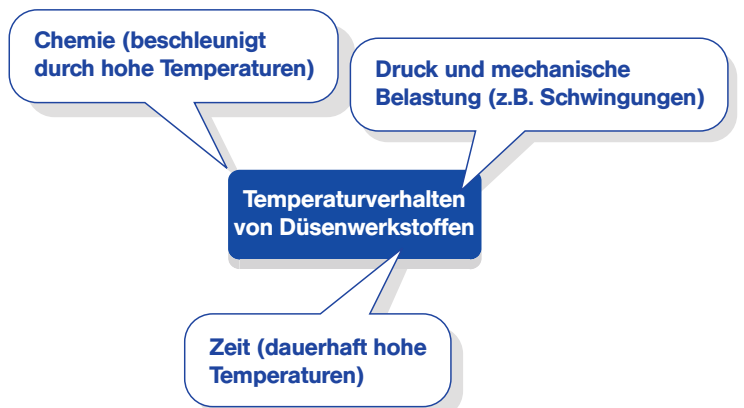 Chemie (beschleunigt
durch hohe Temperaturen)
Druck und mechanische
Belastung (z.B. Schwingungen)
Temperaturverhalten
von Düsenwerkstoffen
Zeit (dauerhaft hohe
Temperaturen)